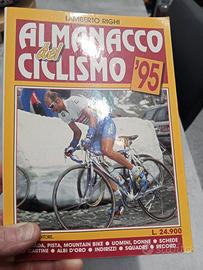 LAMBERTO RIGHI
ALMANACCO
del
CICLISMO
'95
L. 24.900
PISTA, MOUNTAIN BIKE ● UOMINI, DONNE ● SCHEDE
● ALBI D'ORO ● INDIRIZZI ● SQUADRE ● RECORD